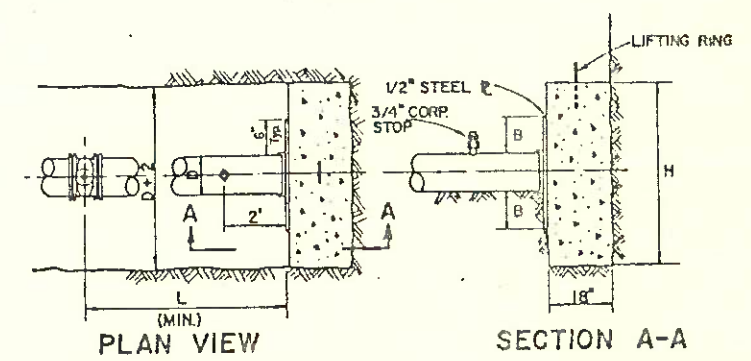 LIFTING RING
1/2" STEEL ℄
3/4" CORP.
STOP
6"
Typ.
B
H
D + 2
D
A
A
B
2'
L
(MIN.)
18"
PLAN VIEW
SECTION A-A